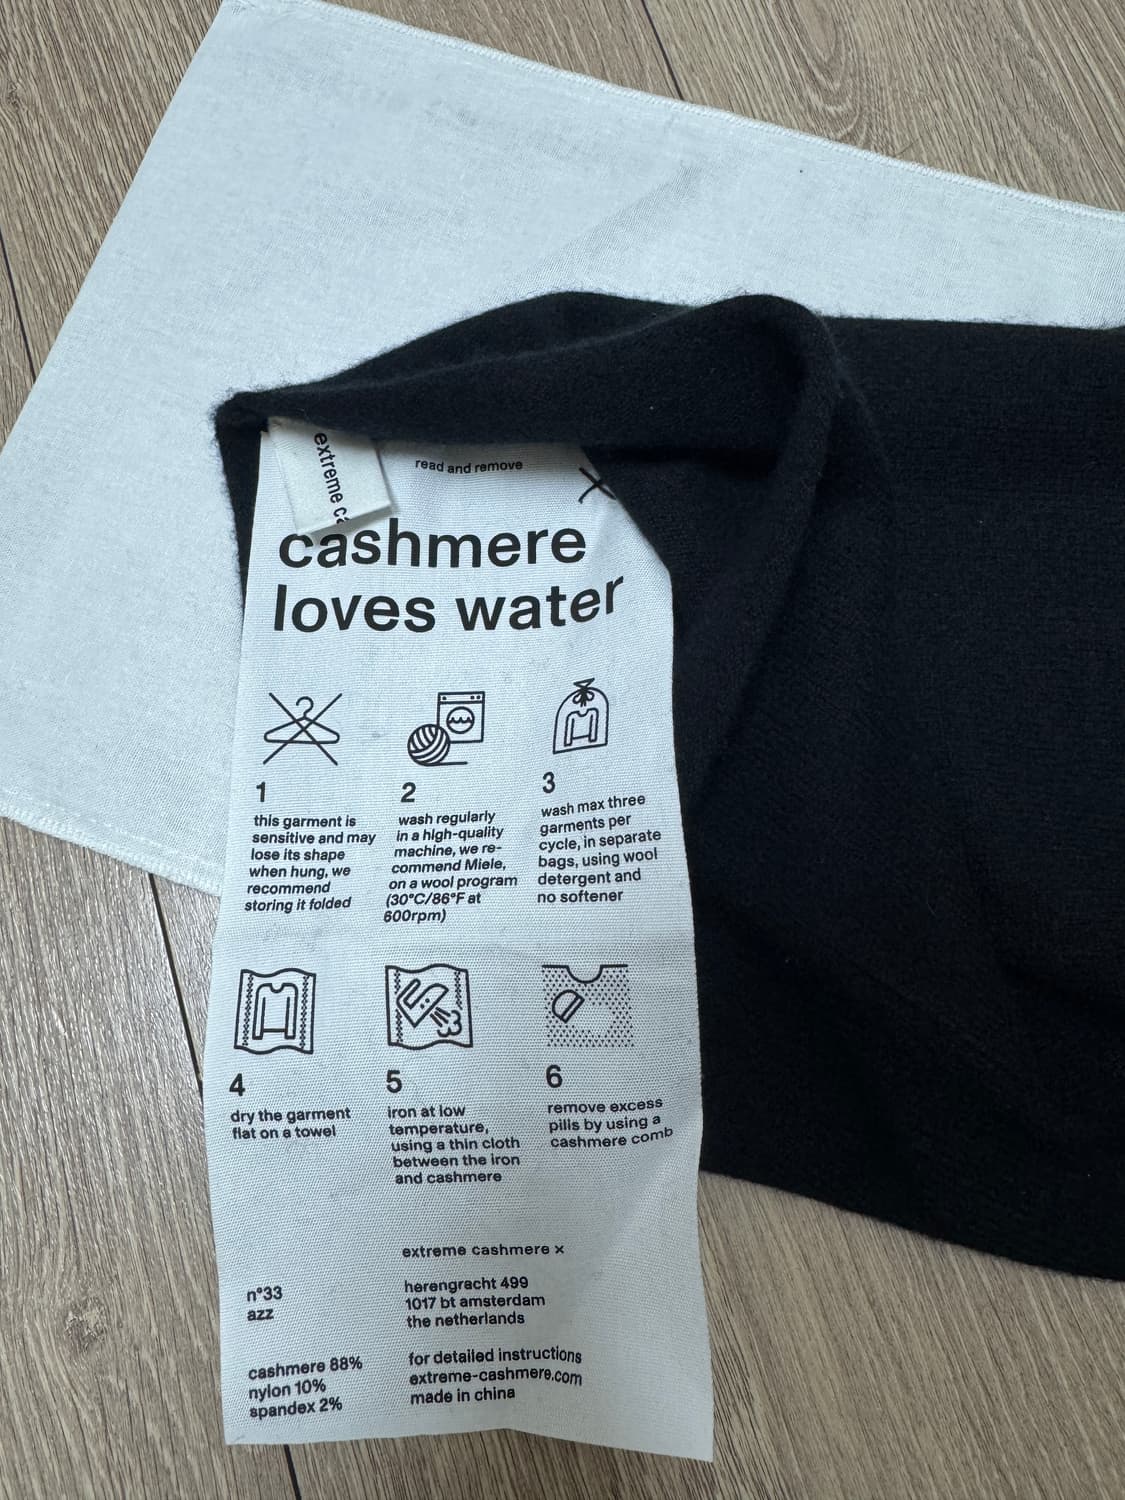 extreme
read and remove
x
cashmere
loves water
1
this garment is
sensitive and may
lose its shape
when hung, we
recommend
storing it folded
2
wash regularly
in a high-quality
machine, we re-
commend Miele,
on a wool program
(30°C/86°F at
600rpm)
3
wash max three
garments per
cycle, in separate
bags, using wool
detergent and
no softener
4
dry the garment
flat on a towel
5
iron at low
temperature,
using a thin cloth
between the iron
and cashmere
6
remove excess
pills by using a
cashmere comb
n°33
azz
cashmere 88%
nylon 10%
spandex 2%
extreme cashmere x
herengracht 499
1017 bt amsterdam
the netherlands
for detailed instructions
extreme-cashmere.com
made in china